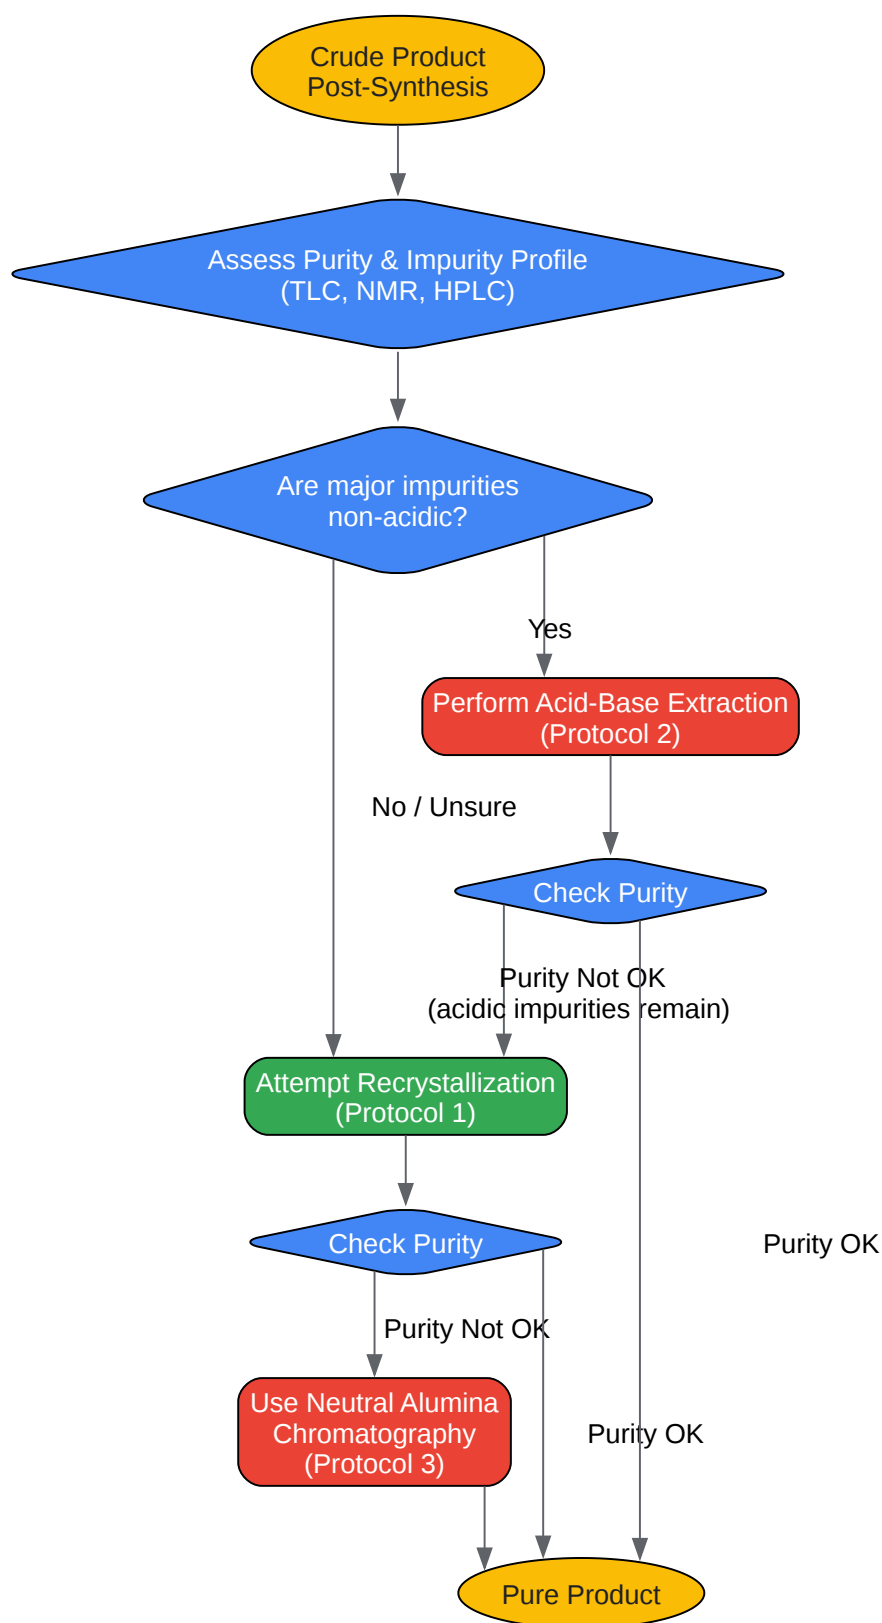 Crude Product
Post-Synthesis
Assess Purity & Impurity Profile
(TLC, NMR, HPLC)
Are major impurities
non-acidic?
Yes
Perform Acid-Base Extraction
(Protocol 2)
No / Unsure
Check Purity
Purity Not OK
(acidic impurities remain)
Attempt Recrystallization
(Protocol 1)
Check Purity
Purity OK
Purity Not OK
Use Neutral Alumina
Chromatography
(Protocol 3)
Purity OK
Pure Product